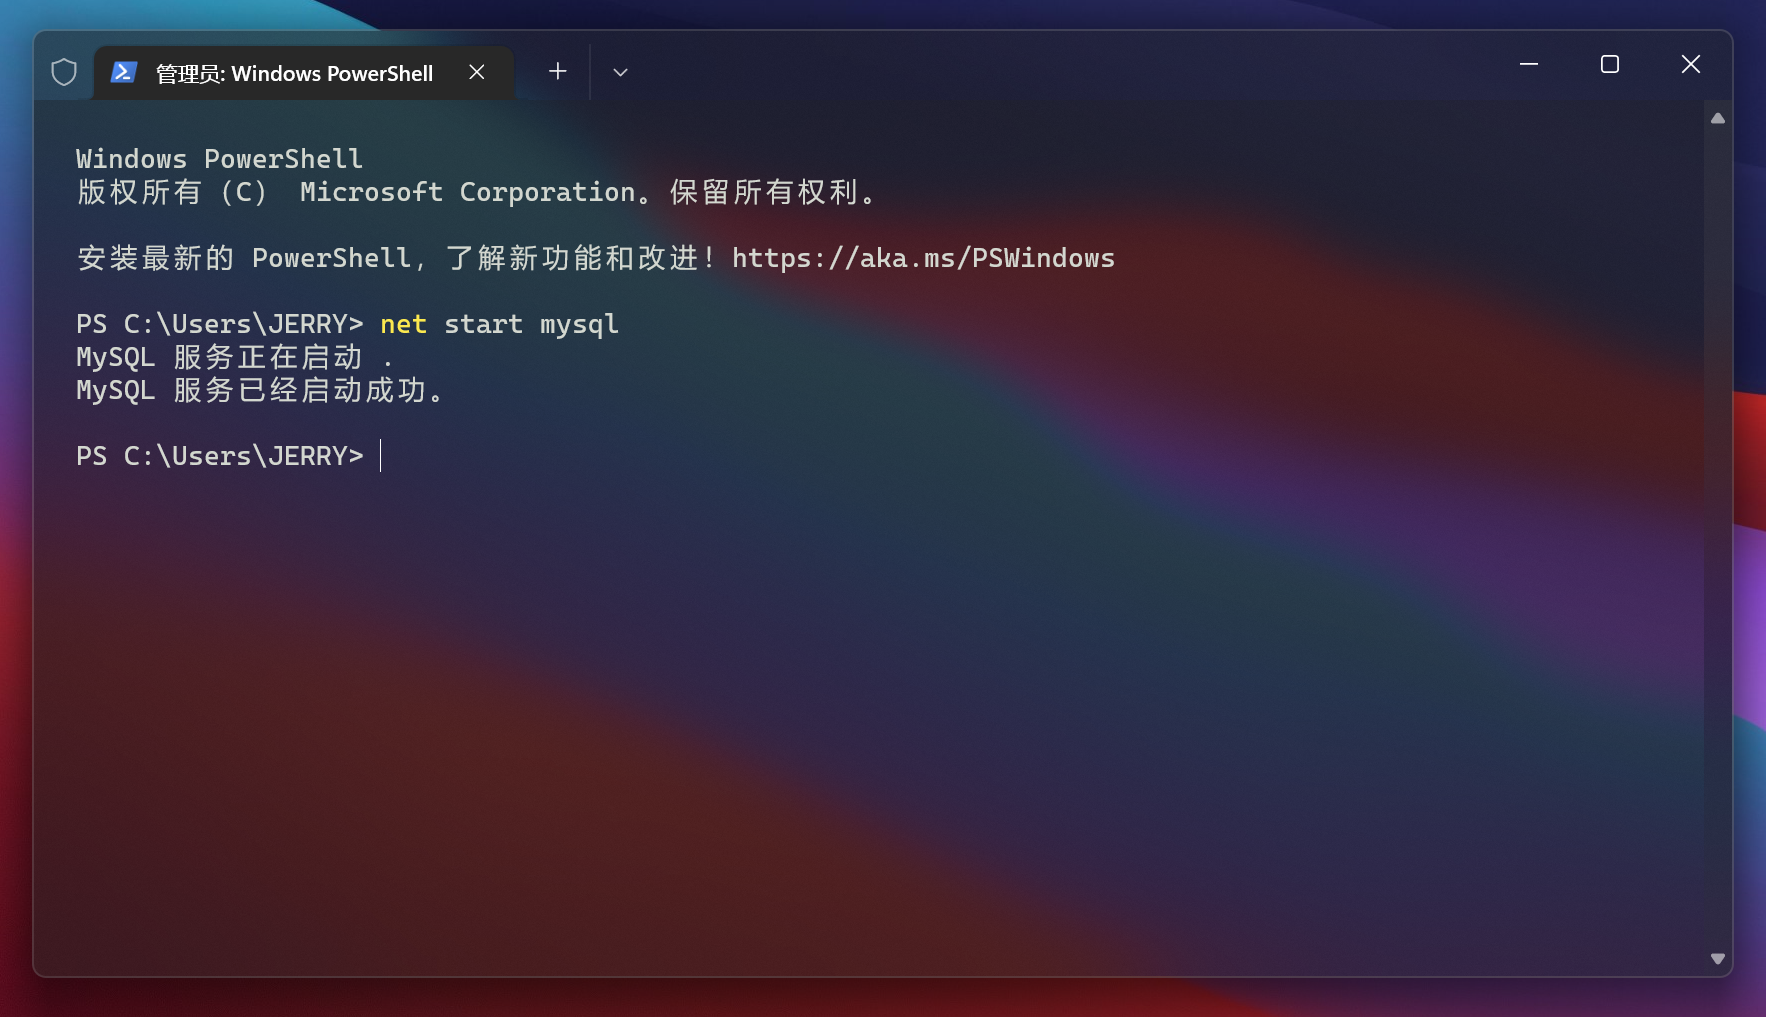 管理员: Windows PowerShell
Windows PowerShell
版权所有（C） Microsoft Corporation。保留所有权利。
安装最新的 PowerShell，了解新功能和改进！https://aka.ms/PSWindows
PS C:\Users\JERRY> net start mysql
MySQL 服务正在启动 .
MySQL 服务已经启动成功。
PS C:\Users\JERRY>